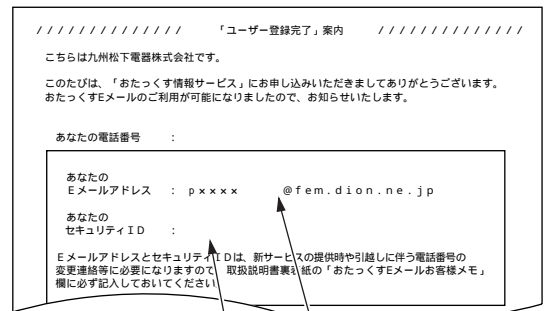 ////////////// 「ユーザー登録完了」案内 //////////////
こちらは九州松下電器株式会社です。
このたびは、「おたっくす情報サービス」にお申し込みいただきましてありがとうございます。
おたっくすEメールのご利用が可能になりましたので、お知らせいたします。
あなたの電話番号 :
あなたの
Eメールアドレス : p×××× @fem.dion.ne.jp
あなたの
セキュリティID :
EメールアドレスとセキュリティIDは、新サービスの提供時や引越しに伴う電話番号の
変更連絡等に必要になりますので 取扱説明書裏表紙の「おたっくすEメールお客様メモ」
欄に必ず記入しておいてください